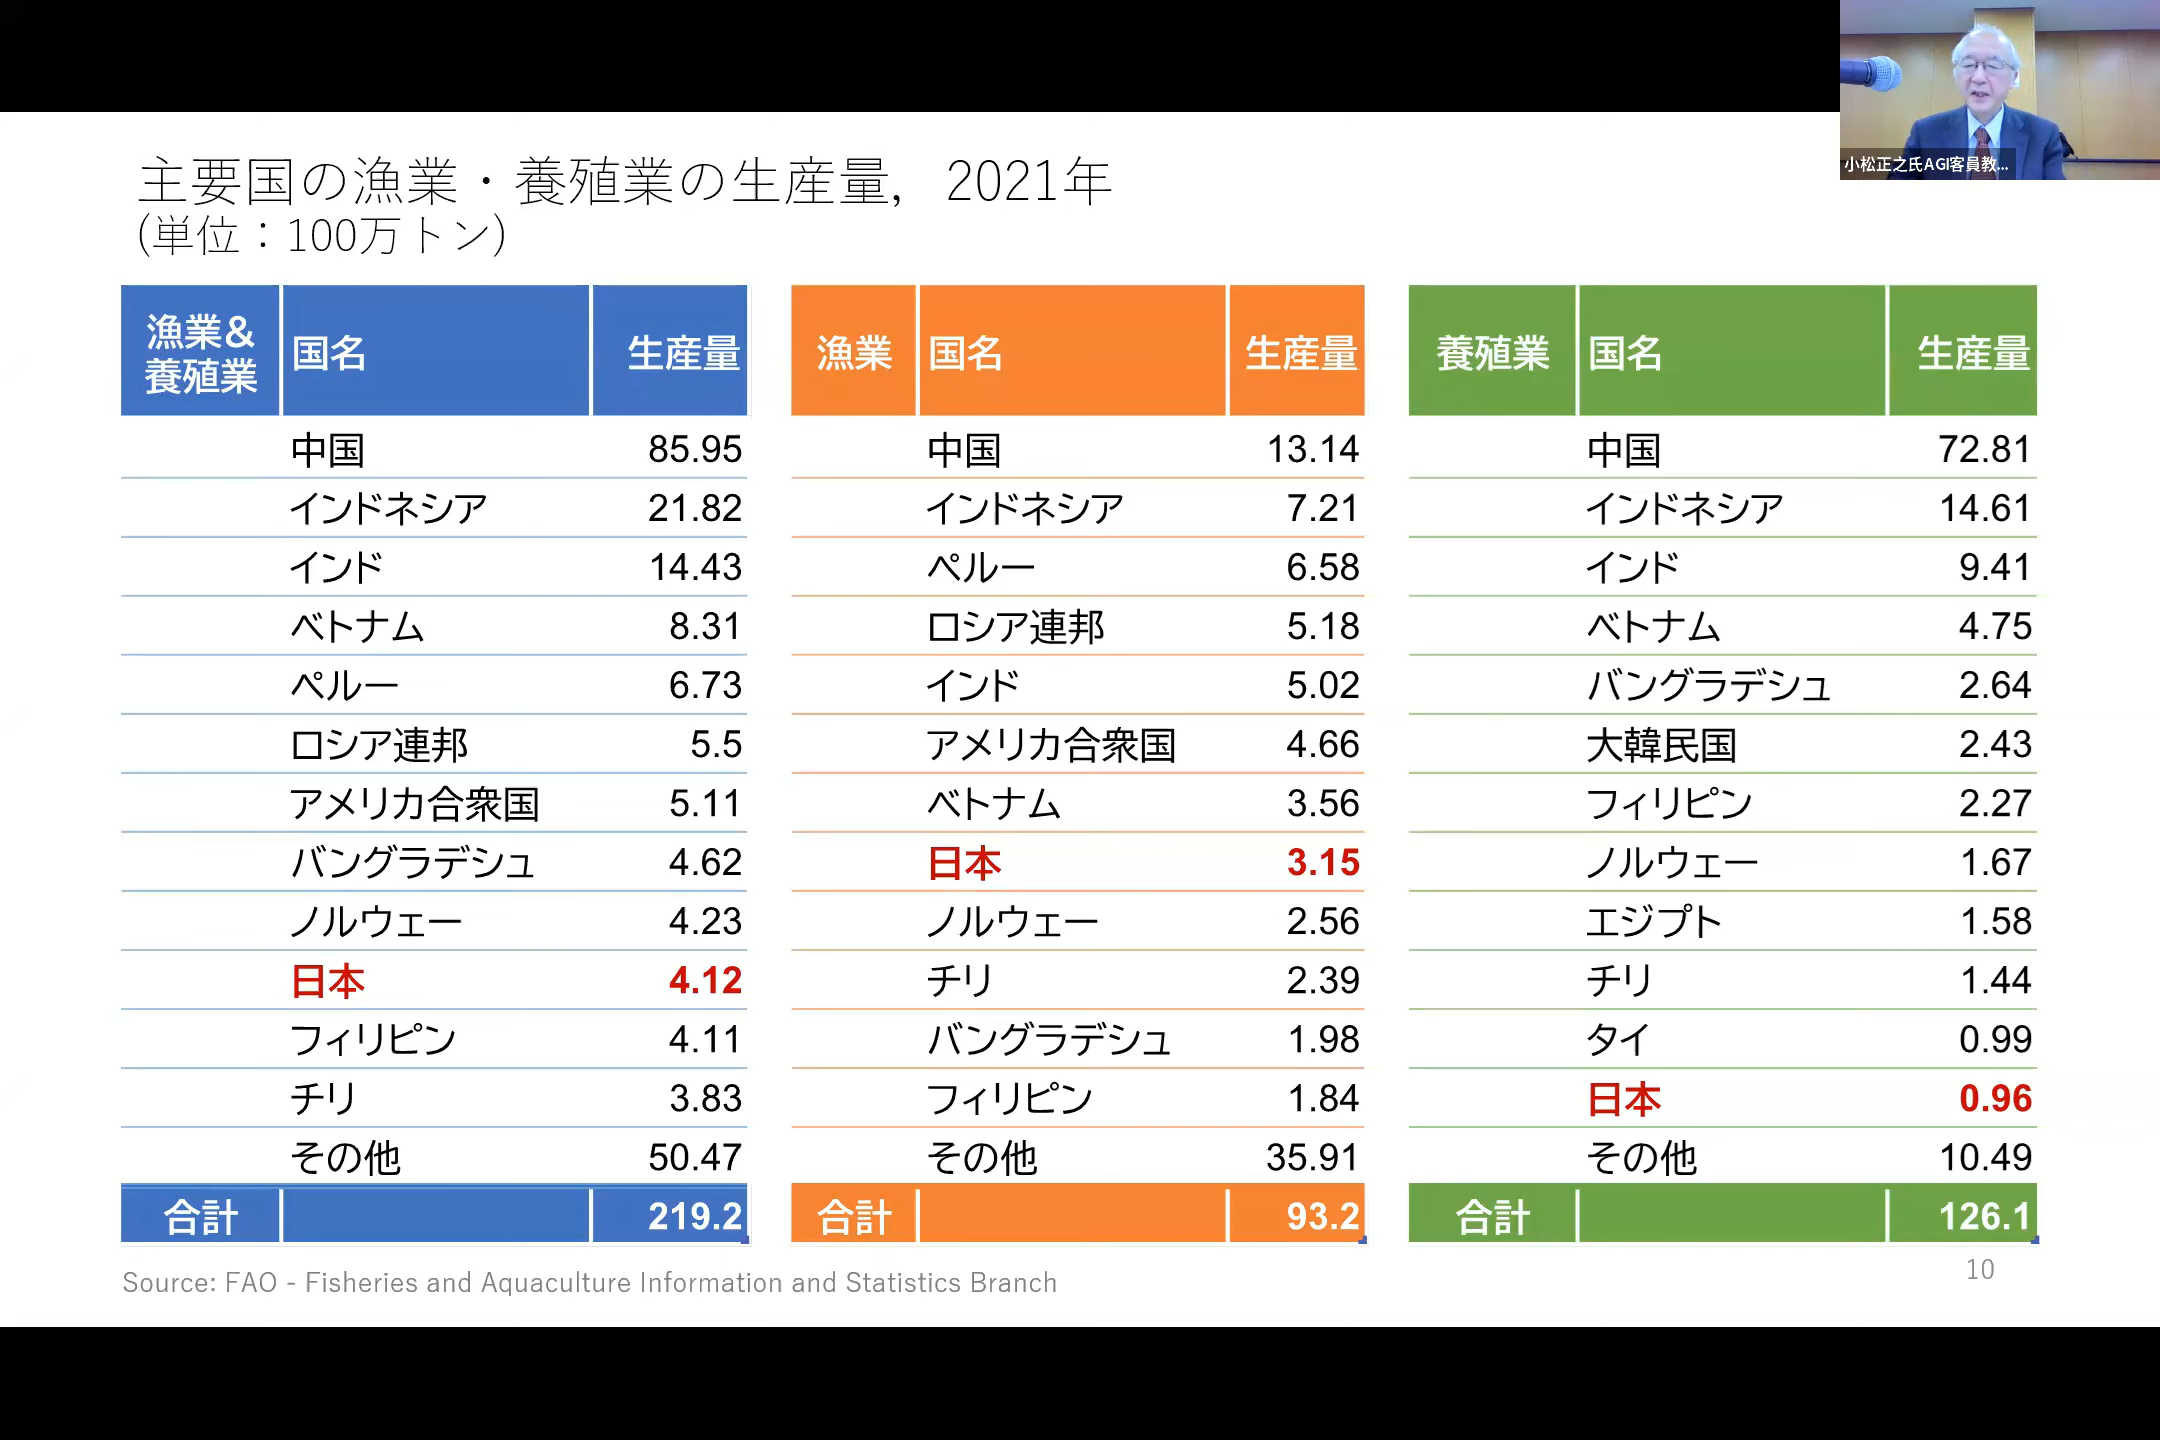 小松正之氏AGI客員教...
主要国の漁業・養殖業の生産量, 2021年
(単位：100万トン)
漁業&
養殖業 国名 生産量
中国 85.95
インドネシア 21.82
インド 14.43
ベトナム 8.31
ペルー 6.73
ロシア連邦 5.5
アメリカ合衆国 5.11
バングラデシュ 4.62
ノルウェー 4.23
日本 4.12
フィリピン 4.11
チリ 3.83
その他 50.47
合計 219.2
漁業 国名 生産量
中国 13.14
インドネシア 7.21
ペルー 6.58
ロシア連邦 5.18
インド 5.02
アメリカ合衆国 4.66
ベトナム 3.56
日本 3.15
ノルウェー 2.56
チリ 2.39
バングラデシュ 1.98
フィリピン 1.84
その他 35.91
合計 93.2
養殖業 国名 生産量
中国 72.81
インドネシア 14.61
インド 9.41
ベトナム 4.75
バングラデシュ 2.64
大韓民国 2.43
フィリピン 2.27
ノルウェー 1.67
エジプト 1.58
チリ 1.44
タイ 0.99
日本 0.96
その他 10.49
合計 126.1
Source: FAO - Fisheries and Aquaculture Information and Statistics Branch
10